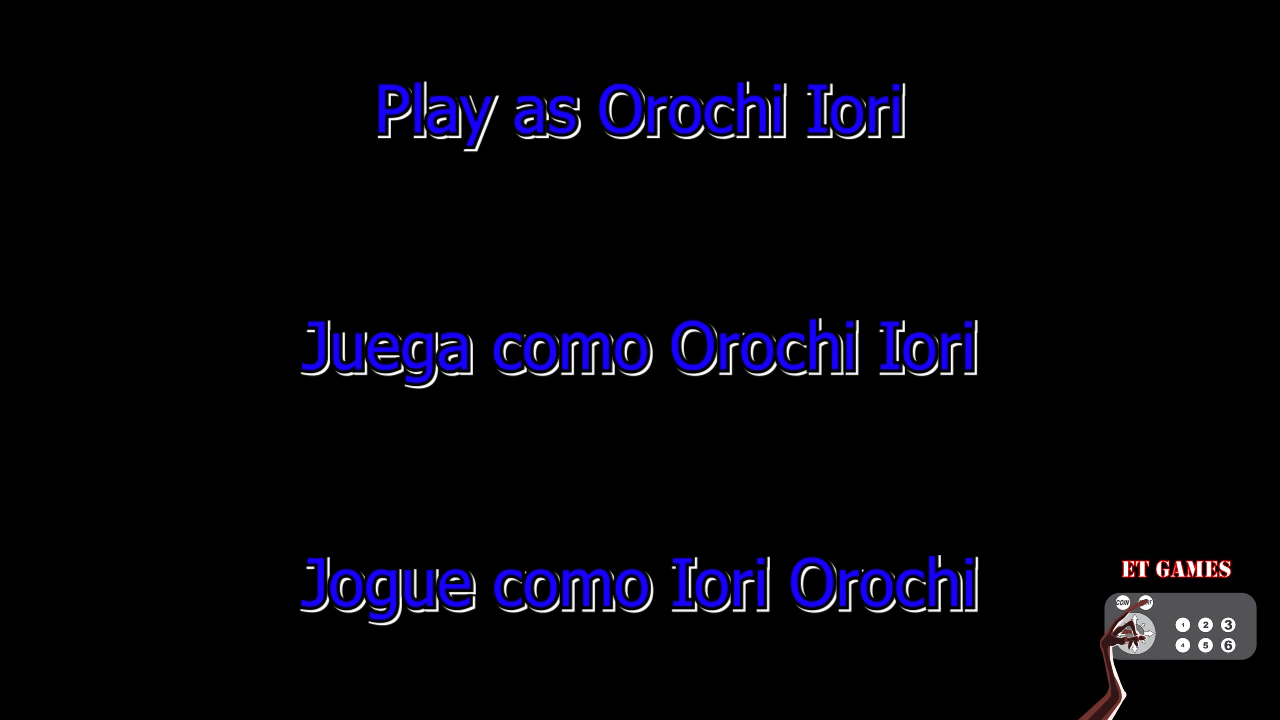 Play as Orochi Iori
Juega como Orochi Iori
Jogue como Iori Orochi
ET GAMES
COIN
1 2 3
4 5 6